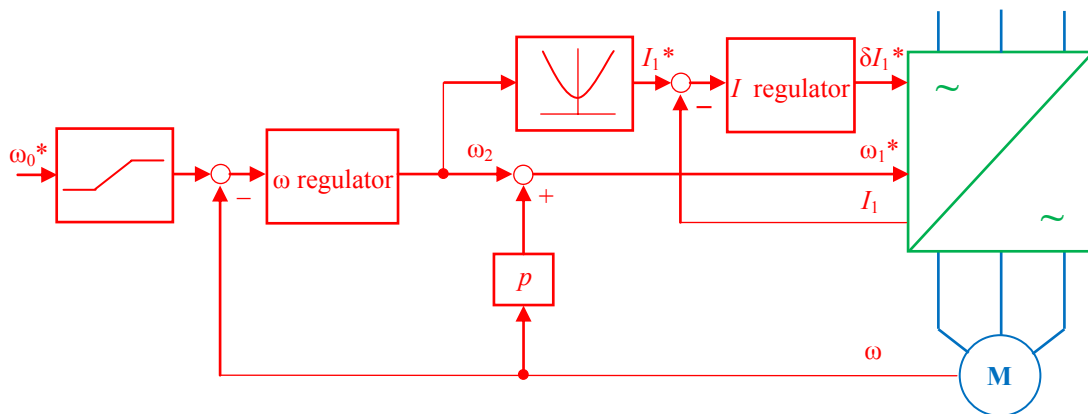 I₁*
δI₁*
I regulator
~
−
ω₀*
ω regulator
ω₂
ω₁*
−
+
I₁
~
p
ω
M